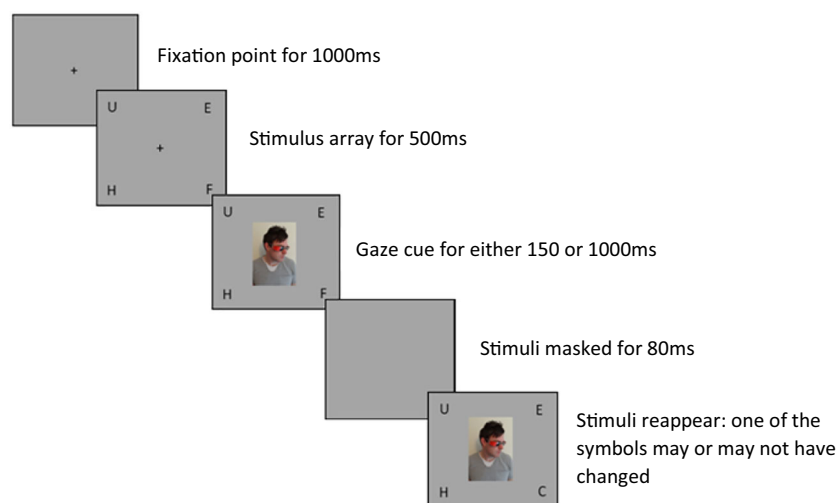 Fixation point for 1000ms
+
U E
Stimulus array for 500ms
+
H F
U E
Gaze cue for either 150 or 1000ms
H F
Stimuli masked for 80ms
U E
Stimuli reappear: one of the
symbols may or may not have
changed
H C